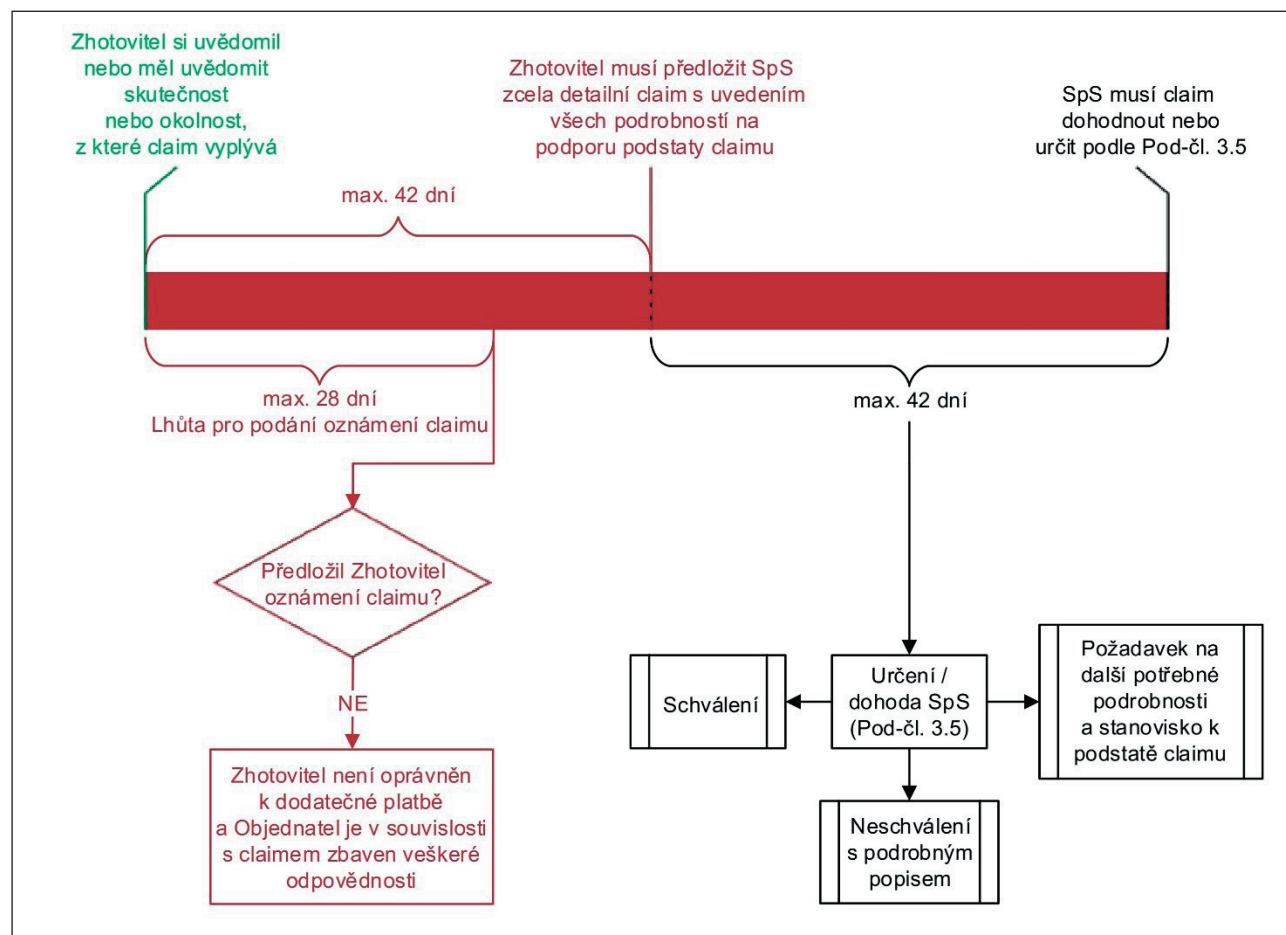 Zhotovitel si uvědomil
nebo měl uvědomit
skutečnost
nebo okolnost,
z které claim vyplývá
Zhotovitel musí předložit SpS
zcela detailní claim s uvedením
všech podrobností na
podporu podstaty claimu
SpS musí claim
dohodnout nebo
určit podle Pod-čl. 3.5
max. 42 dní
max. 28 dní
Lhůta pro podání oznámení claimu
max. 42 dní
Předložil Zhotovitel
oznámení claimu?
NE
Zhotovitel není oprávněn
k dodatečné platbě
a Objednatel je v souvislosti
s claimem zbaven veškeré
odpovědnosti
Schválení
Určení /
dohoda SpS
(Pod-čl. 3.5)
Požadavek na
další potřebné
podrobnosti
a stanovisko k
podstatě claimu
Neschválení
s podrobným
popisem